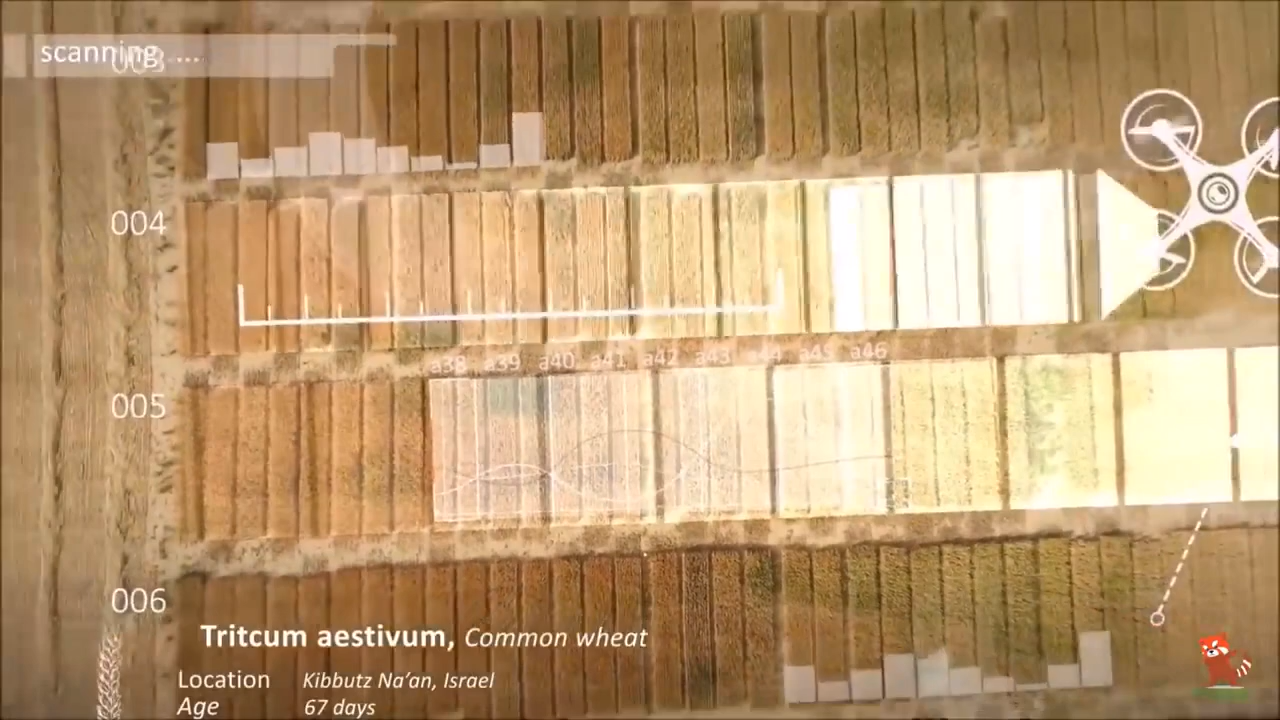 scanning ...
003
004
a38 a39 a40 a41 a42 a43 a44 a45 a46
005
006
Tritcum aestivum, Common wheat
Location Kibbutz Na'an, Israel
Age 67 days